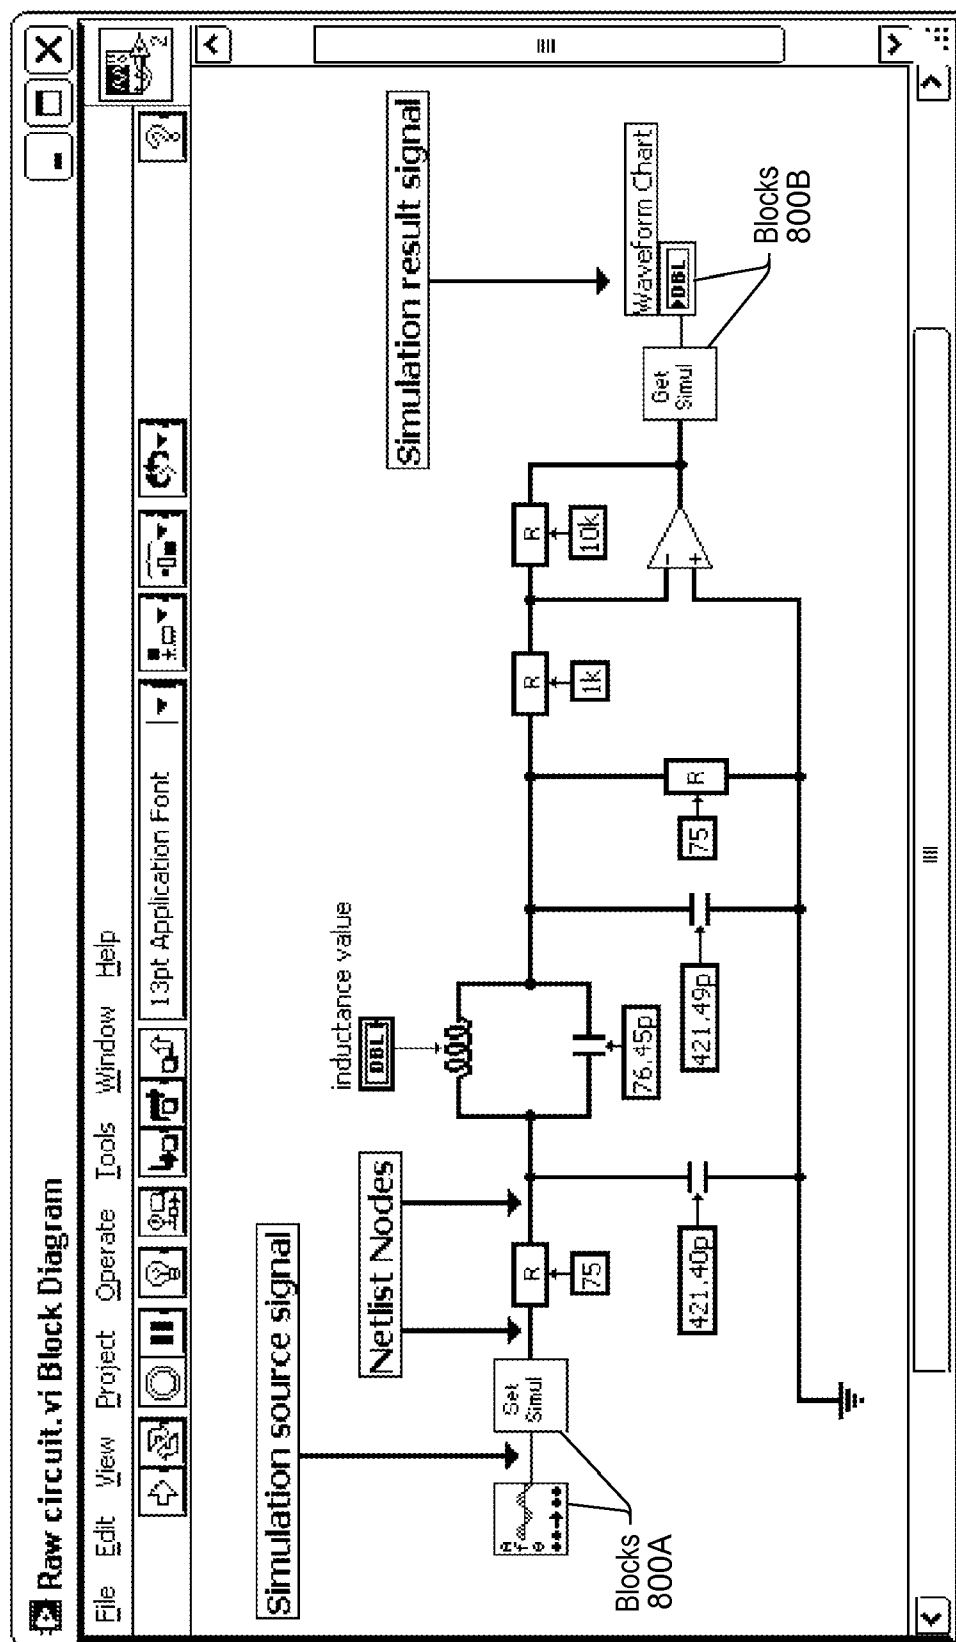 Raw circuit.vi Block Diagram
File Edit View Project Operate Tools Window Help
13pt Application Font
?
2
Simulation source signal
Simulation result signal
Netlist Nodes
inductance value
DBL
Waveform Chart
DBL
Set
Simul
R
75
421.40p
76.45p
421.49p
R
75
R
1k
R
10k
-
+
Get
Simul
Blocks
800A
Blocks
800B